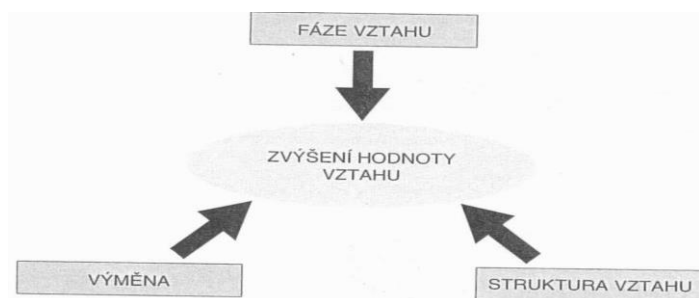 FÁZE VZTAHU
ZVÝŠENÍ HODNOTY
VZTAHU
VÝMĚNA
STRUKTURA VZTAHU